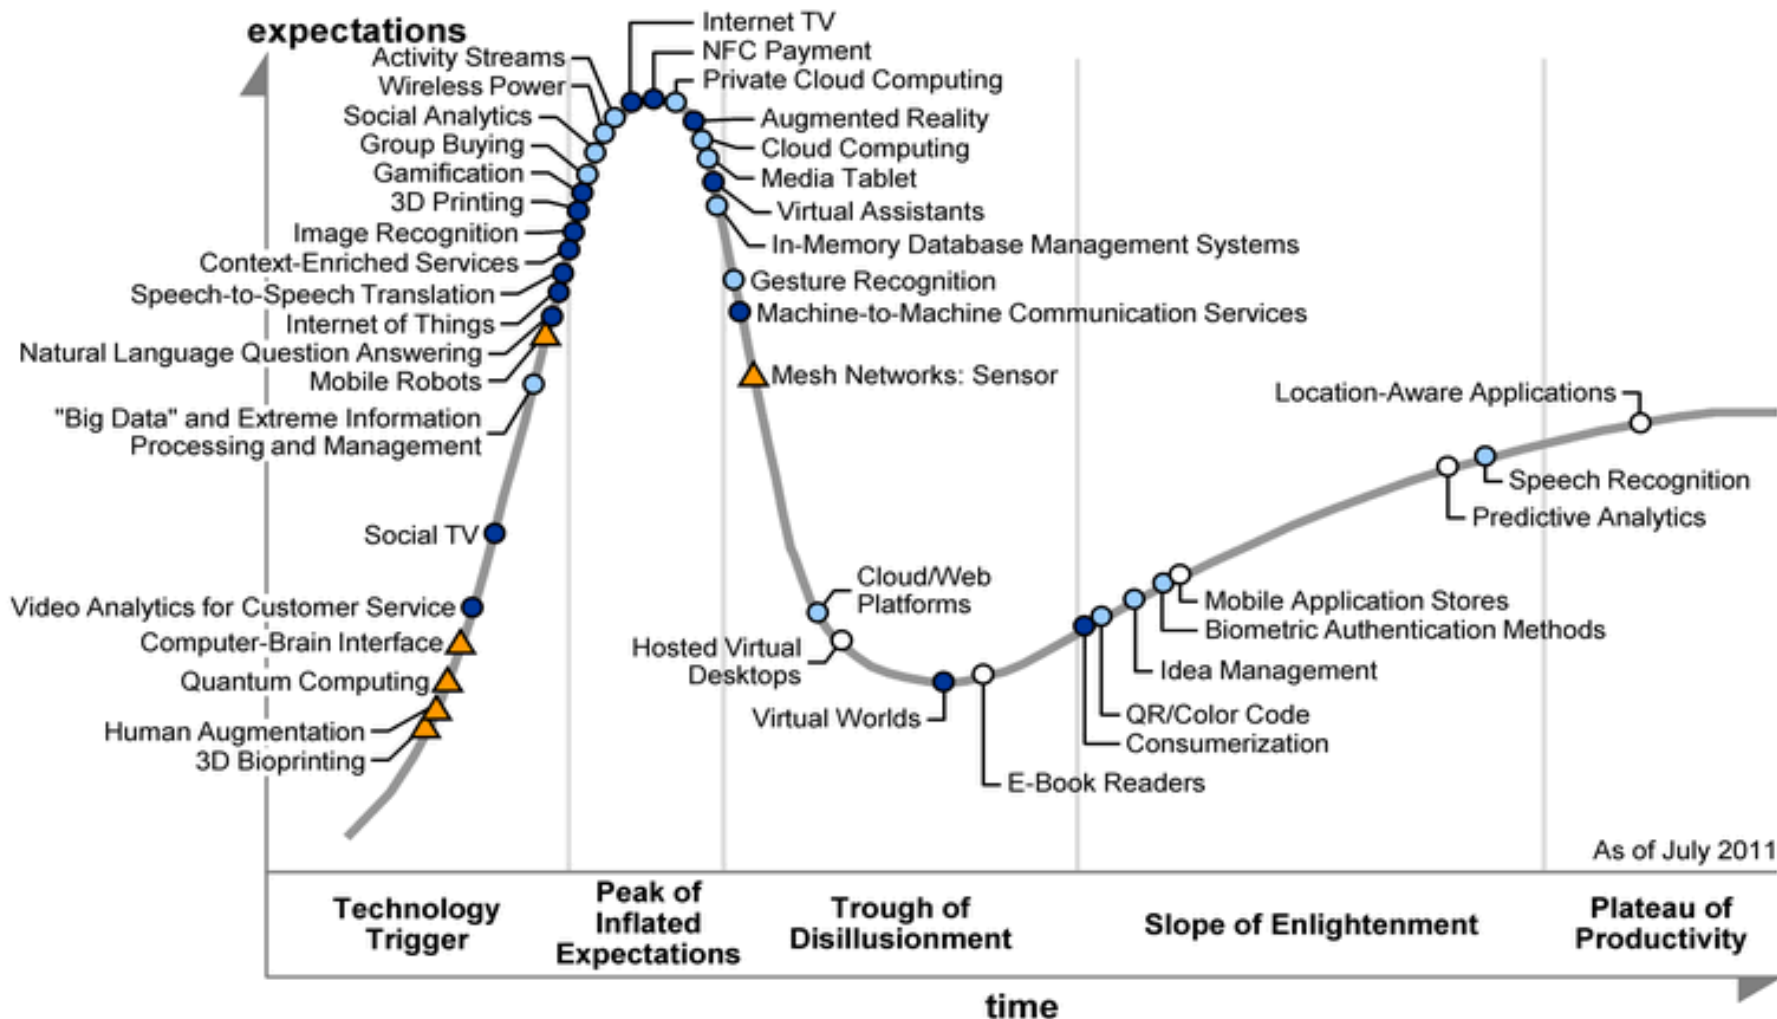 expectations
Activity Streams
Wireless Power
Social Analytics
Group Buying
Gamification
3D Printing
Image Recognition
Context-Enriched Services
Speech-to-Speech Translation
Internet of Things
Natural Language Question Answering
Mobile Robots
"Big Data" and Extreme Information
Processing and Management
Social TV
Video Analytics for Customer Service
Computer-Brain Interface
Quantum Computing
Human Augmentation
3D Bioprinting
Internet TV
NFC Payment
Private Cloud Computing
Augmented Reality
Cloud Computing
Media Tablet
Virtual Assistants
In-Memory Database Management Systems
Gesture Recognition
Machine-to-Machine Communication Services
Mesh Networks: Sensor
Cloud/Web
Platforms
Hosted Virtual
Desktops
Virtual Worlds
E-Book Readers
Consumerization
QR/Color Code
Idea Management
Biometric Authentication Methods
Mobile Application Stores
Predictive Analytics
Speech Recognition
Location-Aware Applications
As of July 2011
Technology
Trigger
Peak of
Inflated
Expectations
Trough of
Disillusionment
Slope of Enlightenment
Plateau of
Productivity
time